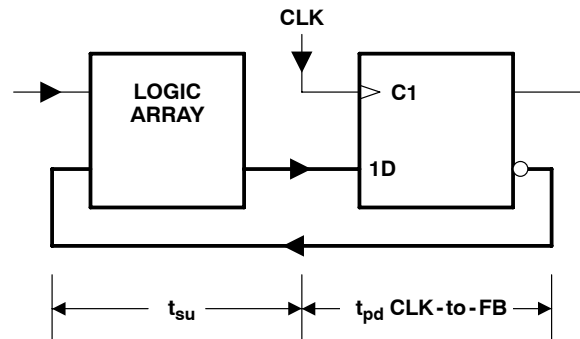 CLK
LOGIC
ARRAY
C1
1D
tsu
tpd CLK-to-FB